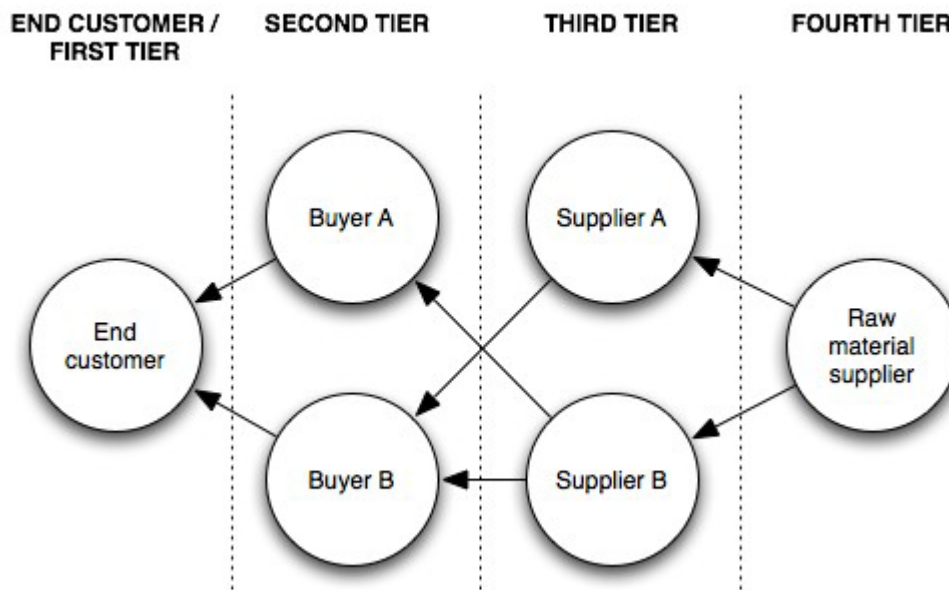 END CUSTOMER /
FIRST TIER
SECOND TIER
THIRD TIER
FOURTH TIER
Buyer A
Supplier A
End
customer
Raw
material
supplier
Buyer B
Supplier B